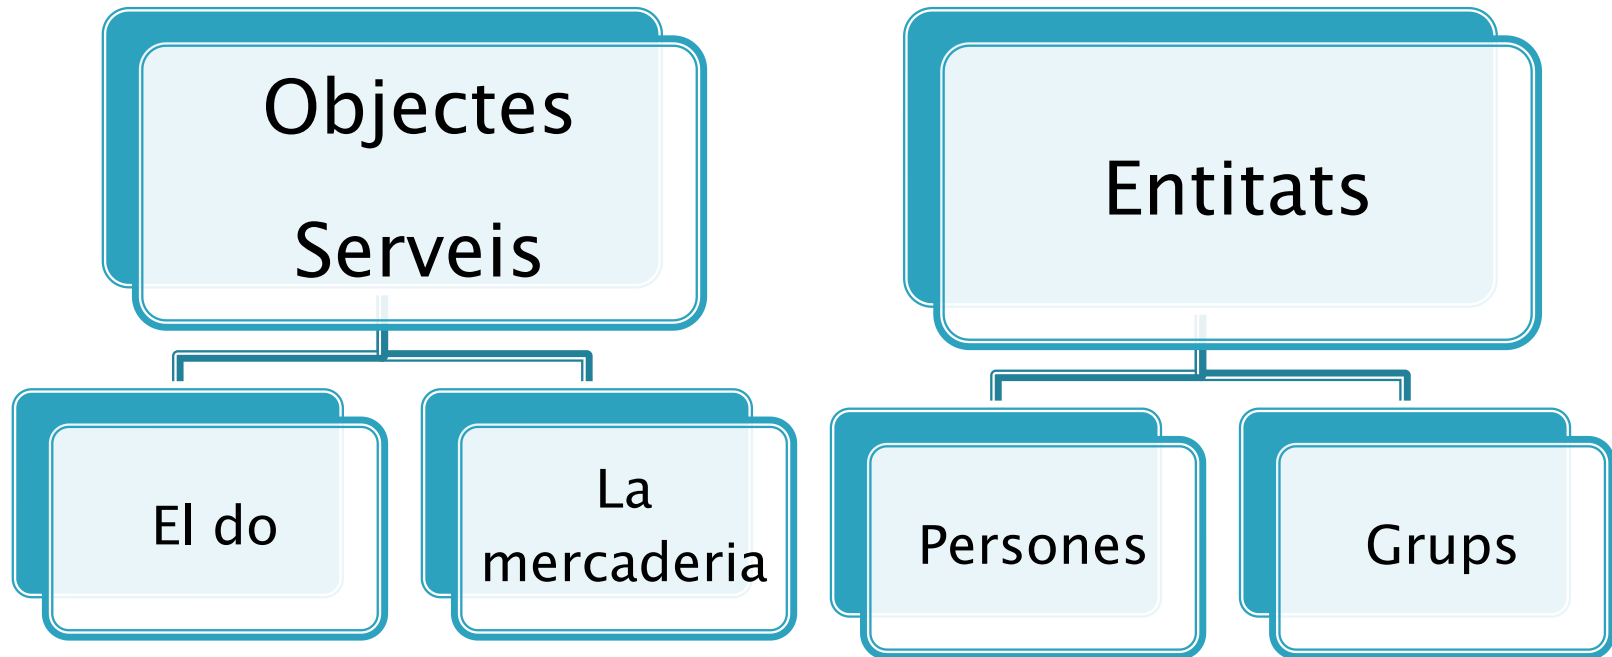 Objectes
Serveis
El do
La
mercaderia
Entitats
Persones
Grups